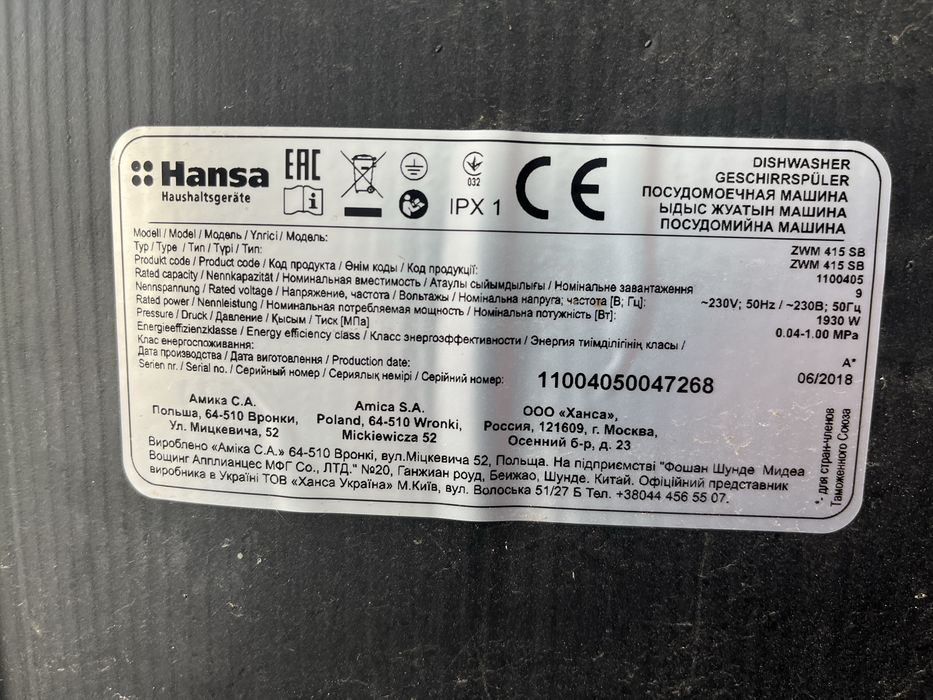 Hansa
Haushaltsgeräte
EAC
032
IPX 1
CE
DISHWASHER
GESCHIRRSPÜLER
ПОСУДОМОЕЧНАЯ МАШИНА
ЫДЫС ЖУАТЫН МАШИНА
ПОСУДОМИЙНА МАШИНА
Modell / Model / Модель / Үлгісі / Модель: ZWM 415 SB
Typ / Type / Тип / Түрі / Тип: ZWM 415 SB
Produkt code / Product code / Код продукта / Өнім коды / Код продукції: 1100405
Rated capacity / Nennkapazität / Номинальная вместимость / Атаулы сыйымдылығы / Номінальне завантаження 9
Nennspannung / Rated voltage / Напряжение, частота / Вольтажы / Номінальна напруга; частота [В; Гц]: ~230V; 50Hz / ~230В; 50Гц
Rated power / Nennleistung / Номинальная потребляемая мощность / Номінальна потужність [Вт]: 1930 W
Pressure / Druck / Давление / Қысым / Тиск [МПа] 0.04-1.00 MPa
Energieeffizienzklasse / Energy efficiency class / Класс энергоэффективности / Энергия тиімділігінің класы /
Клас енергоспоживання: A*
Дата производства / Дата виготовлення / Production date: 06/2018
Serien nr. / Serial no. / Серийный номер / Сериялық немірі / Серійний номер: 11004050047268
Амика С.А.
Польша, 64-510 Вронки,
Ул. Мицкевича, 52
Amica S.A.
Poland, 64-510 Wronki,
Mickiewicza 52
ООО «Ханса»,
Россия, 121609, г. Москва,
Осенний б-р, д. 23
Вироблено «Аміка С.А.» 64-510 Вронкі, вул.Міцкевича 52, Польща. На підприємстві "Фошан Шунде Мидеа
Вощинг Апплианцес МФГ Со., ЛТД." №20, Ганжиан роуд, Беижао, Шунде. Китай. Офіційний представник
виробника в Україні ТОВ «Ханса Україна» М.Київ, вул. Волоська 51/27 Б Тел. +38044 456 55 07.
*- для стран-членов
Таможенного Союза